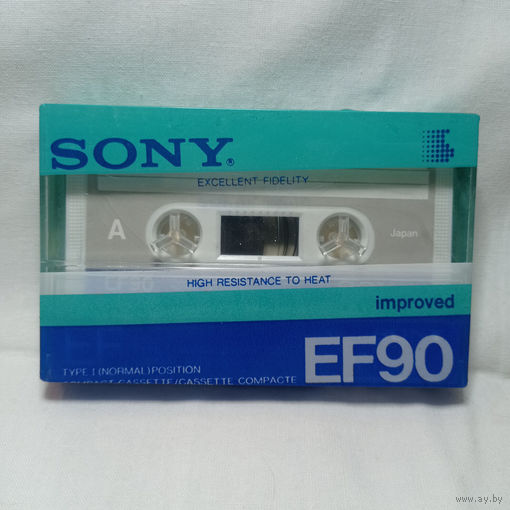 SONY®
EXCELLENT FIDELITY
A
Japan
HIGH RESISTANCE TO HEAT
improved
EF90
TYPE I (NORMAL) POSITION
COMPACT CASSETTE/CASSETTE COMPACTE
www.ay.by